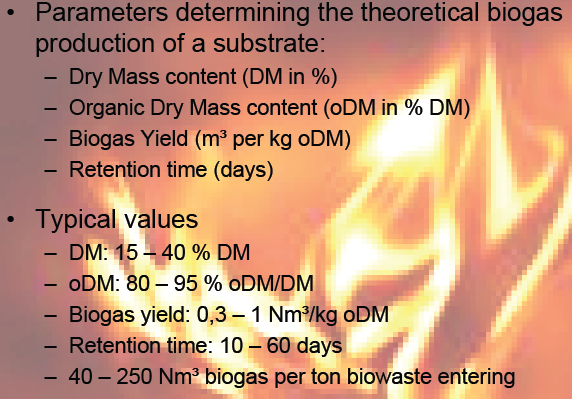 • Parameters determining the theoretical biogas
production of a substrate:
– Dry Mass content (DM in %)
– Organic Dry Mass content (oDM in % DM)
– Biogas Yield (m³ per kg oDM)
– Retention time (days)
• Typical values
– DM: 15 – 40 % DM
– oDM: 80 – 95 % oDM/DM
– Biogas yield: 0,3 – 1 Nm³/kg oDM
– Retention time: 10 – 60 days
– 40 – 250 Nm³ biogas per ton biowaste entering